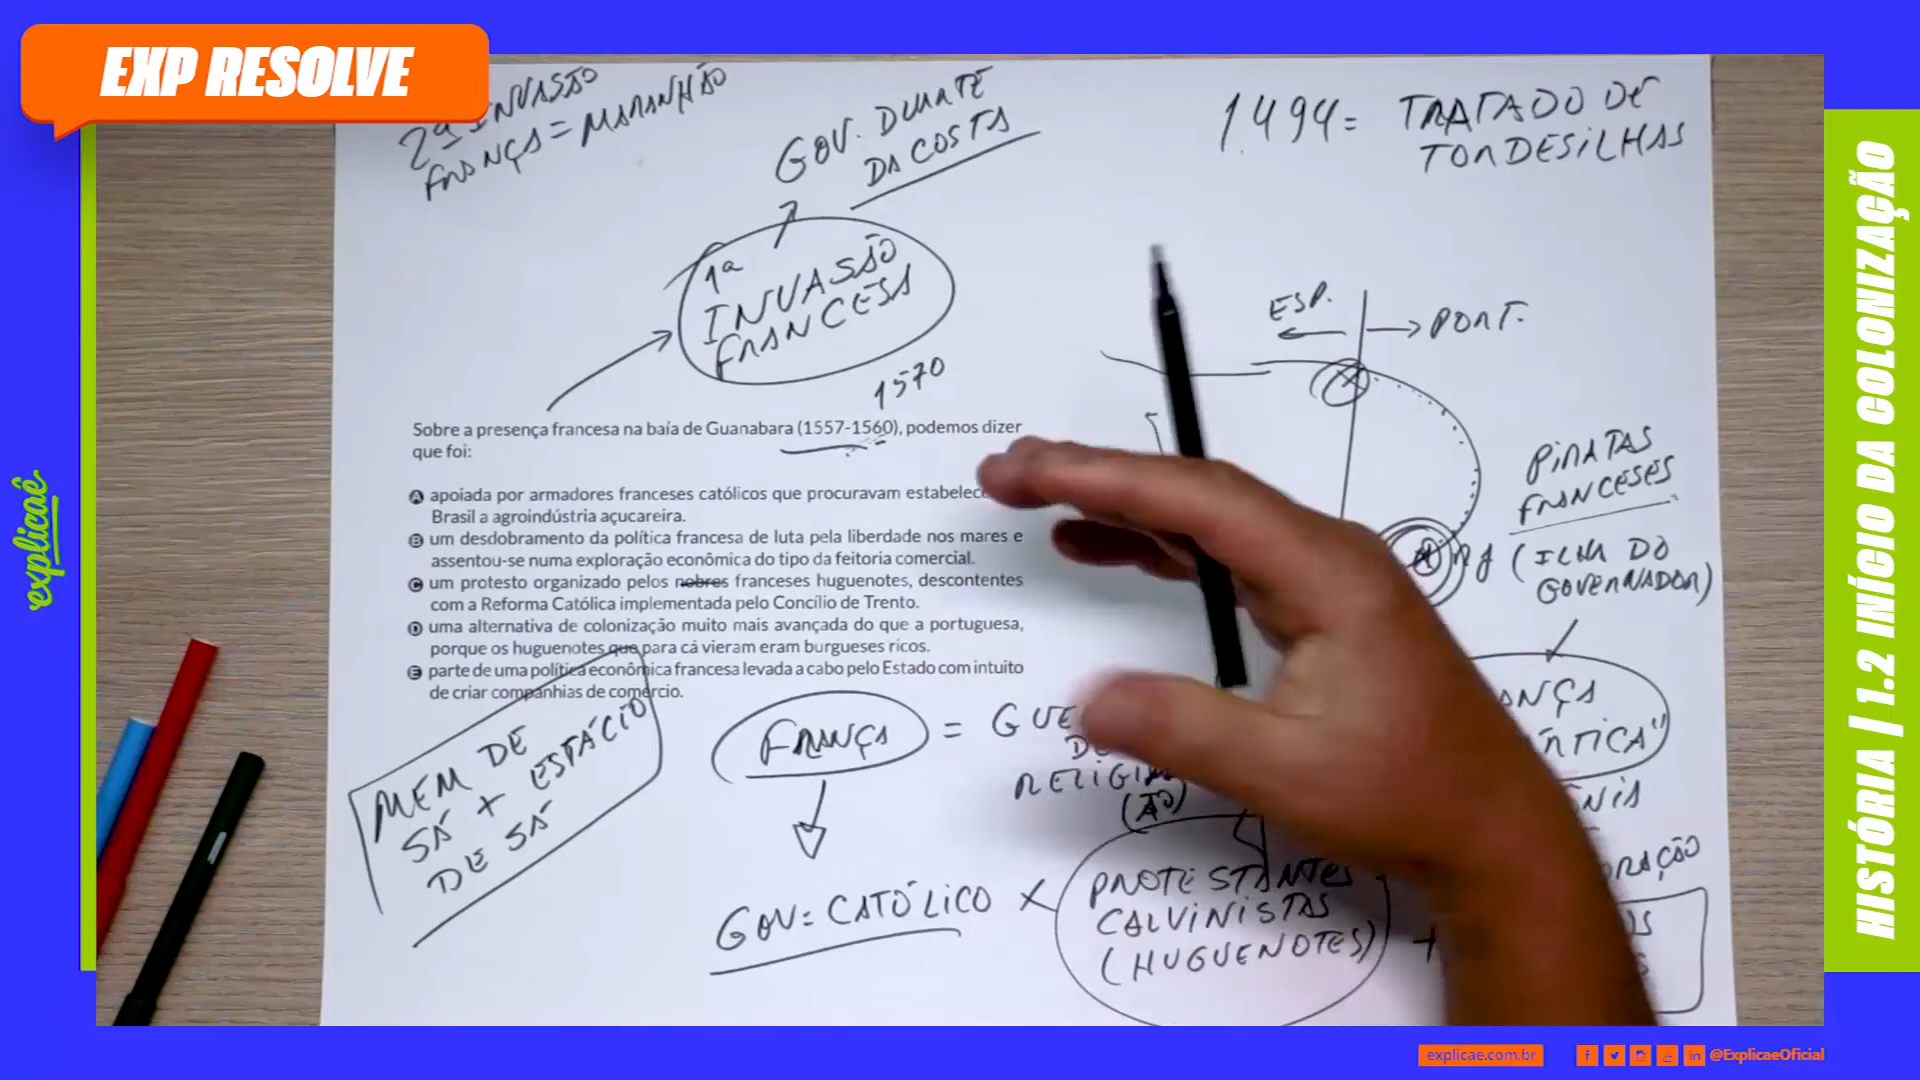 EXP RESOLVE
2ª INVASÃO
FRANÇA = MARANHÃO
GOV. DUARTE
DA COSTA
1494 = TRATADO DE
TORDESILHAS
1ª
INVASÃO
FRANCESA
ESP.
PORT.
1570
Sobre a presença francesa na baía de Guanabara (1557-1560), podemos dizer
que foi:
A apoiada por armadores franceses católicos que procuravam
Brasil a agroindústria açucareira.
B um desdobramento da política francesa de luta pela liberdade nos mares e
assentou-se numa exploração econômica do tipo da feitoria comercial.
C um protesto organizado pelos nobres franceses huguenotes, descontentes
com a Reforma Católica implementada pelo Concílio de Trento.
D uma alternativa de colonização muito mais avançada do que a portuguesa,
porque os huguenotes que para cá vieram eram burgueses ricos.
E parte de uma política econômica francesa levada a cabo pelo Estado com intuito
de criar companhias de comércio.
PIRATAS
FRANCESES
RJ (ILHA DO
GOVERNADOR)
MEM DE
SÁ + ESTÁCIO
DE SÁ
FRANÇA =
(ÃO)
GOV= CATÓLICO X
PROTESTANTES
CALVINISTAS
(HUGUENOTES) +
explicaê
HISTÓRIA | 1.2 INÍCIO DA COLONIZAÇÃO
explicae.com.br
@ExplicaeOficial